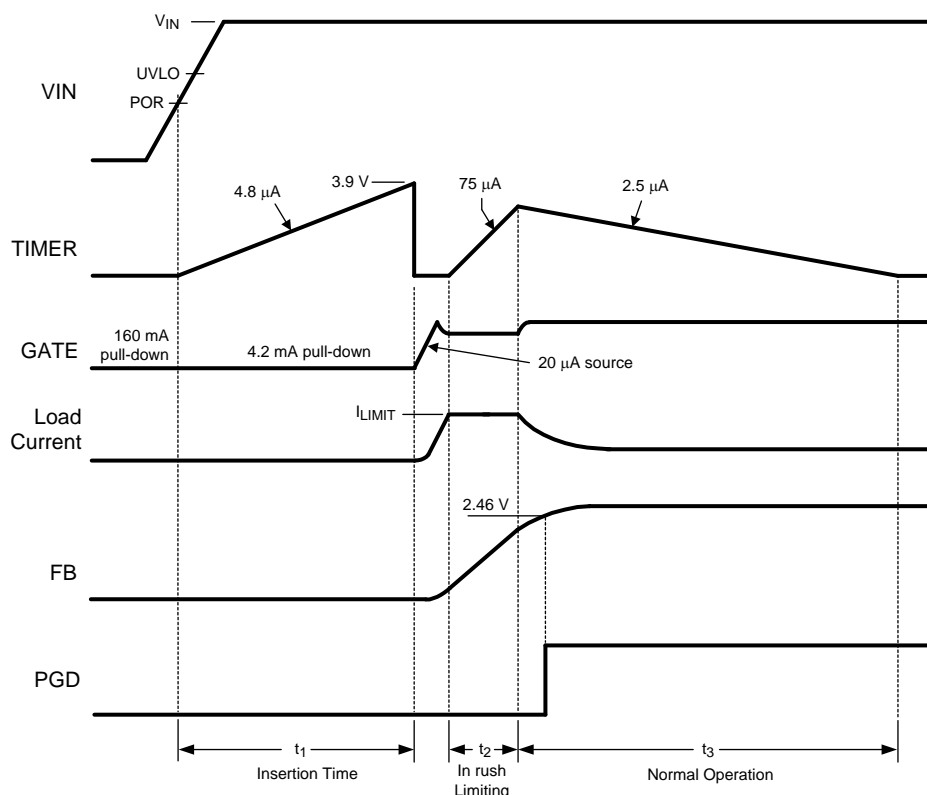 VIN
UVLO
VIN
POR
4.8 μA
3.9 V
75 μA
2.5 μA
TIMER
160 mA
pull-down
4.2 mA pull-down
GATE
20 μA source
Load
Current
ILIMIT
2.46 V
FB
PGD
t1
t2
t3
Insertion Time
In rush
Limiting
Normal Operation